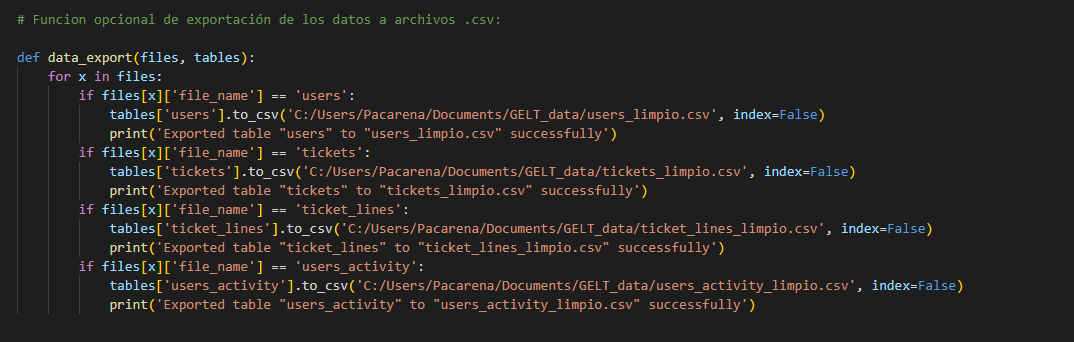 # Funcion opcional de exportación de los datos a archivos .csv:
def data_export(files, tables):
for x in files:
if files[x]['file_name'] == 'users':
tables['users'].to_csv('C:/Users/Pacarena/Documents/GELT_data/users_limpio.csv', index=False)
print('Exported table "users" to "users_limpio.csv" successfully')
if files[x]['file_name'] == 'tickets':
tables['tickets'].to_csv('C:/Users/Pacarena/Documents/GELT_data/tickets_limpio.csv', index=False)
print('Exported table "tickets" to "tickets_limpio.csv" successfully')
if files[x]['file_name'] == 'ticket_lines':
tables['ticket_lines'].to_csv('C:/Users/Pacarena/Documents/GELT_data/ticket_lines_limpio.csv', index=False)
print('Exported table "ticket_lines" to "ticket_lines_limpio.csv" successfully')
if files[x]['file_name'] == 'users_activity':
tables['users_activity'].to_csv('C:/Users/Pacarena/Documents/GELT_data/users_activity_limpio.csv', index=False)
print('Exported table "users_activity" to "users_activity_limpio.csv" successfully')